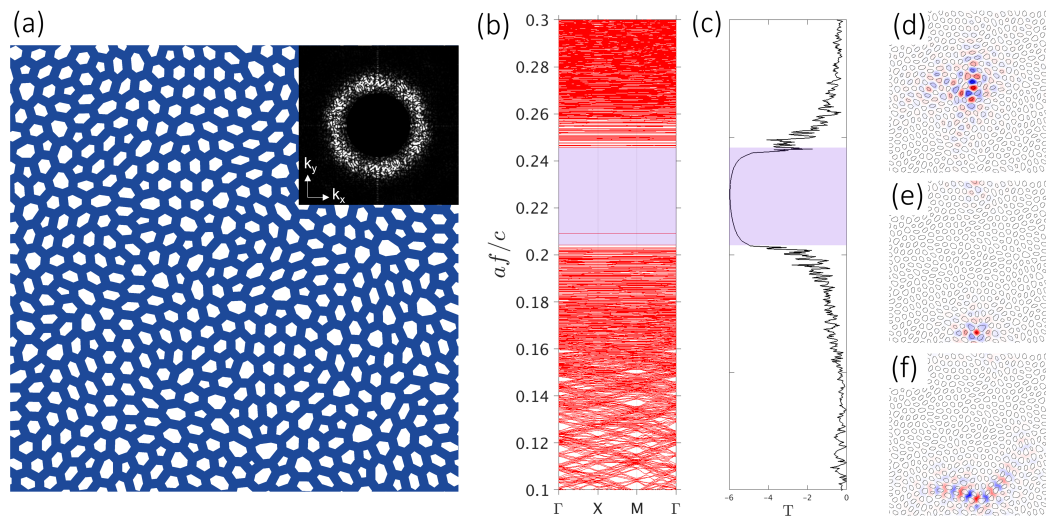 (a)
k_y
k_x
(b)
0.3
0.28
0.26
0.24
0.22
0.2
0.18
0.16
0.14
0.12
0.1
af/c
Γ X M Γ
(c)
-6 -4 -2 0
T
(d)
(e)
(f)